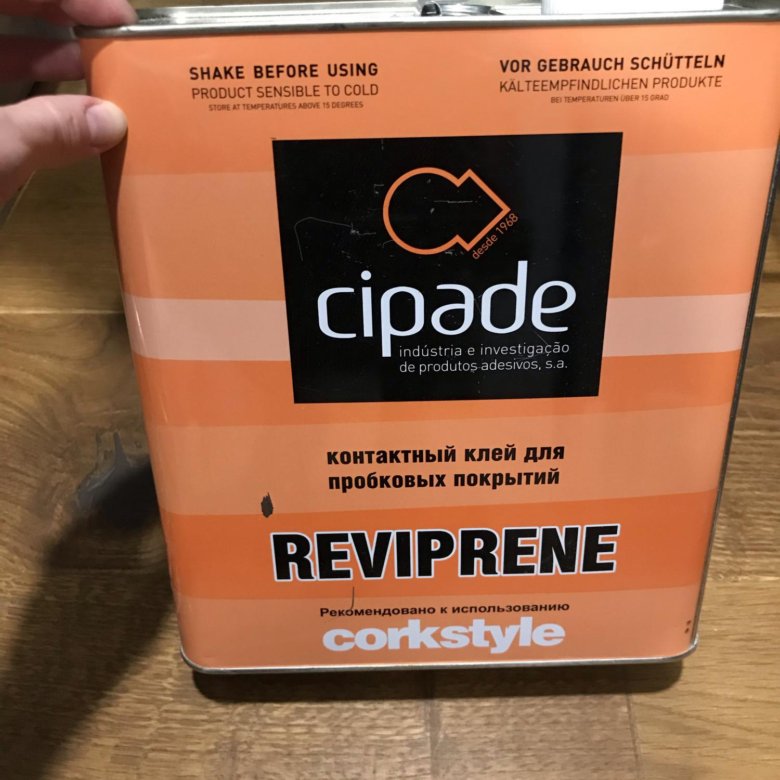 SHAKE BEFORE USING
PRODUCT SENSIBLE TO COLD
STORE AT TEMPERATURES ABOVE 15 DEGREES
VOR GEBRAUCH SCHÜTTELN
KÄLTEEMPFINDLICHEN PRODUKTE
BEI TEMPERATUREN ÜBER 15 GRAD
desde 1968
cipade
indústria e investigação
de produtos adesivos, s.a.
контактный клей для
пробковых покрытий
REVIPRENE
Рекомендовано к использованию
corkstyle